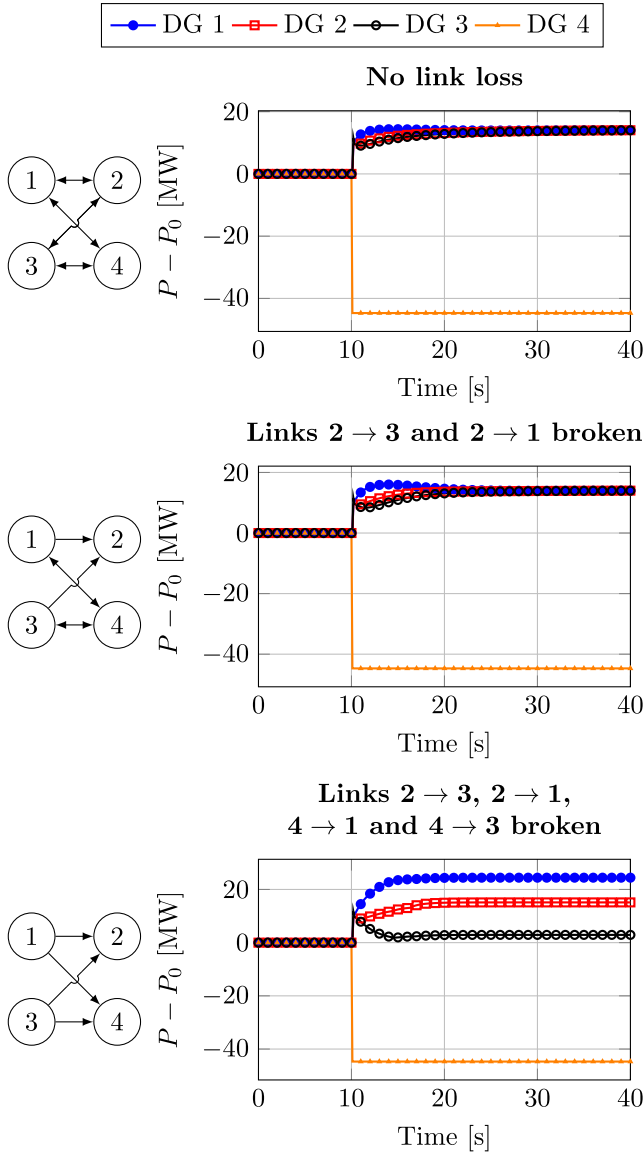 DG 1 DG 2 DG 3 DG 4
No link loss
1 2
3 4
P − P₀ [MW]
20
0
−20
−40
0 10 20 30 40
Time [s]
Links 2 → 3 and 2 → 1 broken
1 2
3 4
P − P₀ [MW]
20
0
−20
−40
0 10 20 30 40
Time [s]
Links 2 → 3, 2 → 1,
4 → 1 and 4 → 3 broken
1 2
3 4
P − P₀ [MW]
20
0
−20
−40
0 10 20 30 40
Time [s]